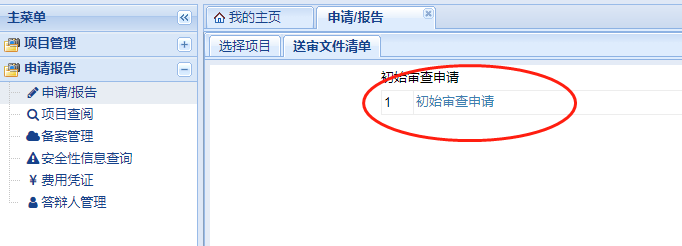 主菜单
项目管理
申请报告
申请/报告
项目查阅
备案管理
安全性信息查询
费用凭证
答辩人管理
我的主页 申请/报告
选择项目 送审文件清单
初始审查申请
1 初始审查申请